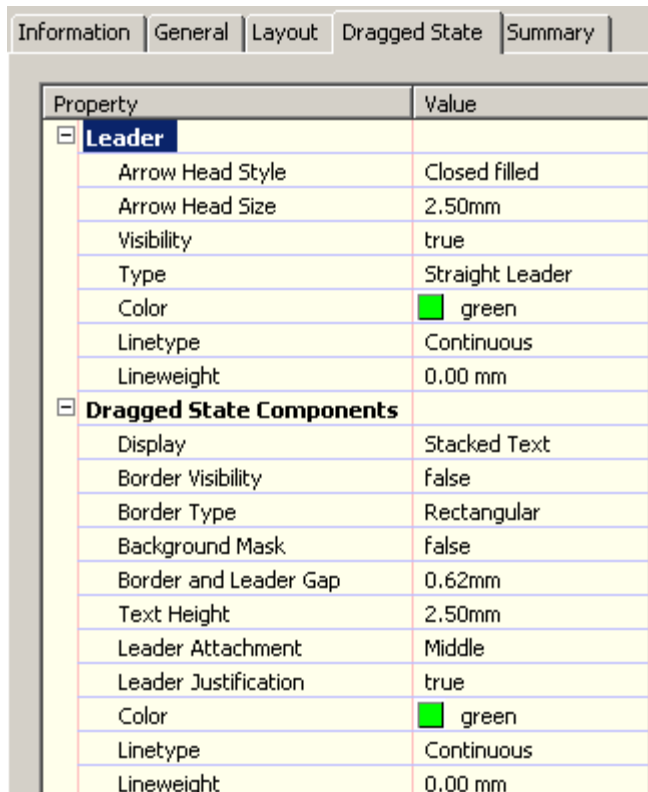 Information General Layout Dragged State Summary
Property Value
Leader
Arrow Head Style Closed filled
Arrow Head Size 2.50mm
Visibility true
Type Straight Leader
Color green
Linetype Continuous
Lineweight 0.00 mm
Dragged State Components
Display Stacked Text
Border Visibility false
Border Type Rectangular
Background Mask false
Border and Leader Gap 0.62mm
Text Height 2.50mm
Leader Attachment Middle
Leader Justification true
Color green
Linetype Continuous
Lineweight 0.00 mm